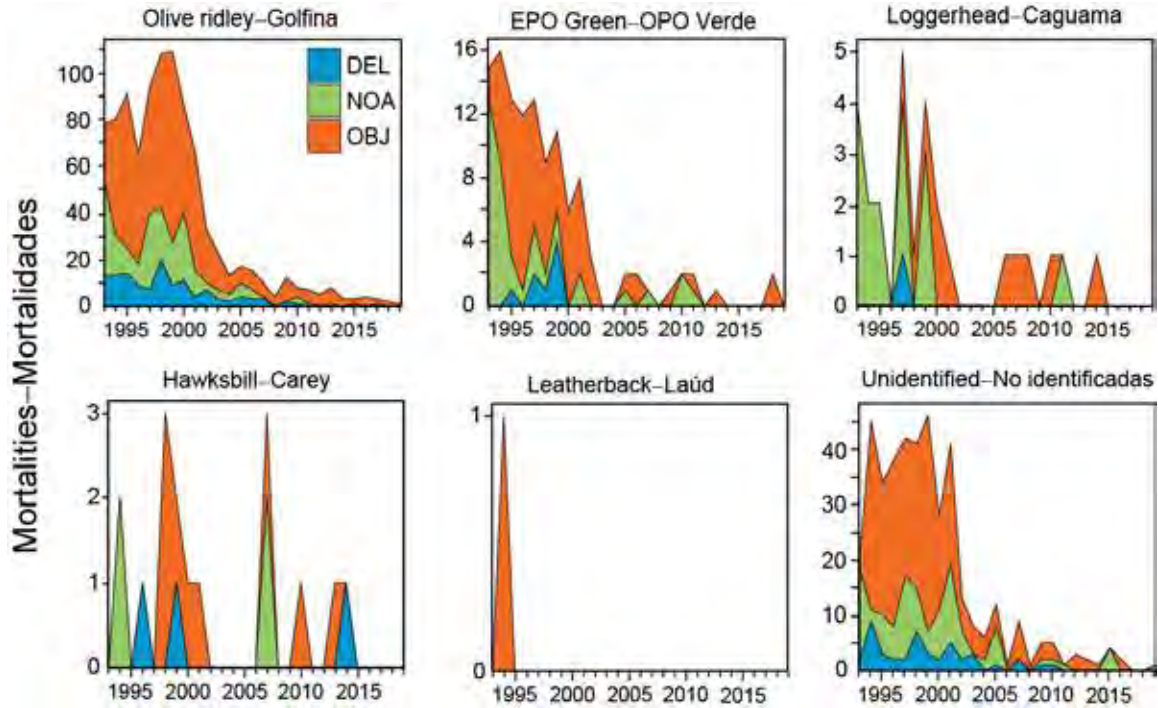 Mortalities–Mortalidades
Olive ridley–Golfina
100
80
60
40
20
0
1995 2000 2005 2010 2015
DEL
NOA
OBJ
EPO Green–OPO Verde
16
12
8
4
0
1995 2000 2005 2010 2015
Loggerhead–Caguama
5
4
3
2
1
0
1995 2000 2005 2010 2015
Hawksbill–Carey
3
2
1
0
1995 2000 2005 2010 2015
Leatherback–Laúd
1
0
1995 2000 2005 2010 2015
Unidentified–No identificadas
40
30
20
10
0
1995 2000 2005 2010 2015